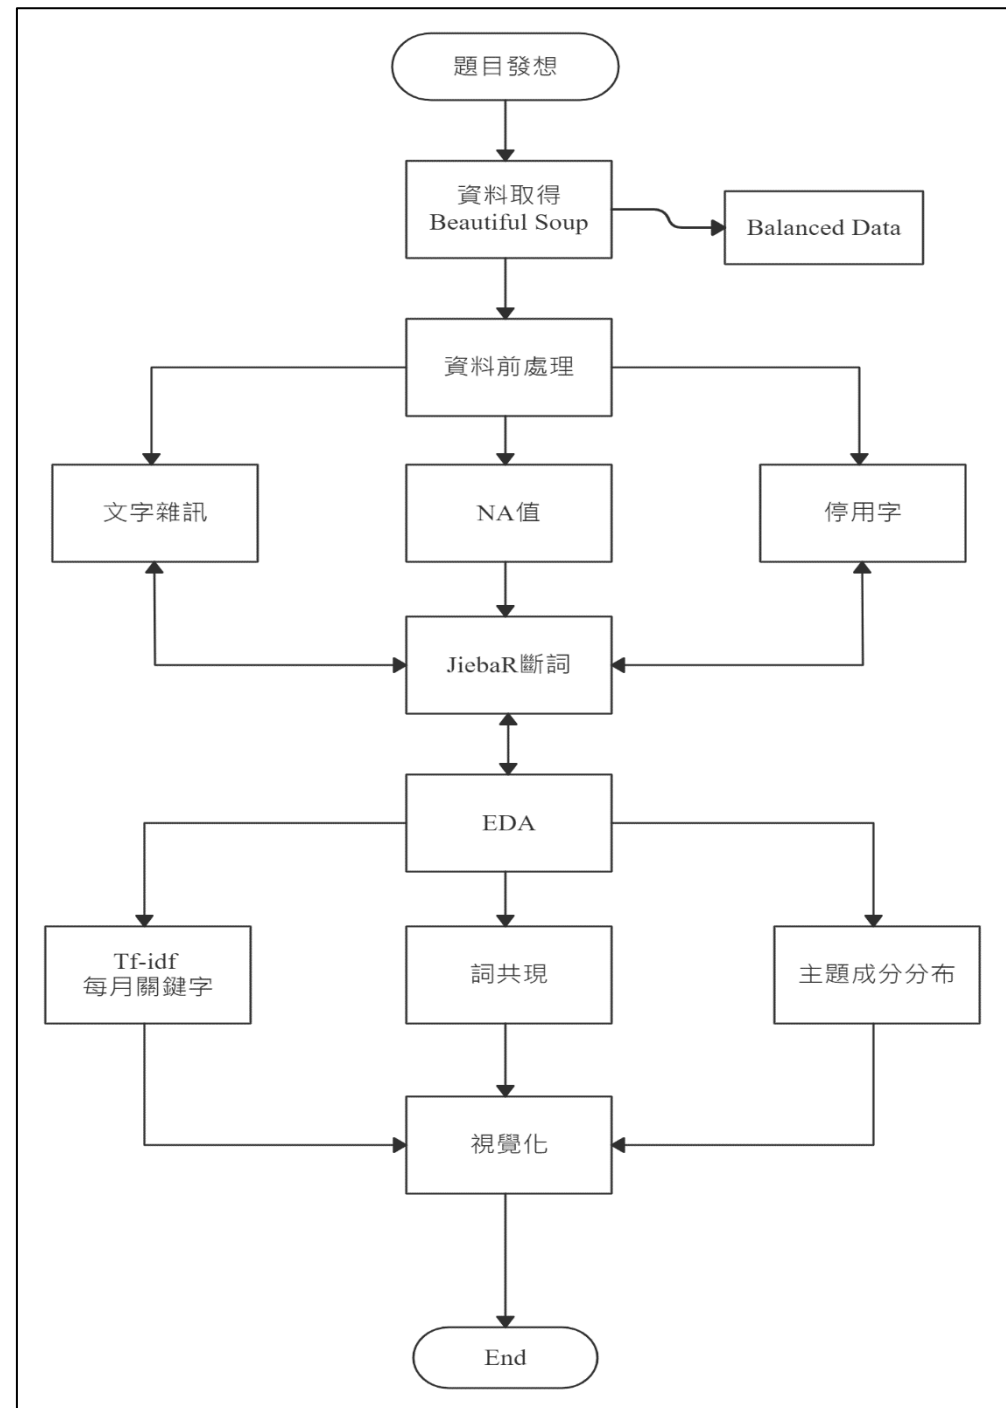 題目發想
資料取得
Beautiful Soup
Balanced Data
資料前處理
文字雜訊
NA值
停用字
JiebaR斷詞
EDA
Tf-idf
每月關鍵字
詞共現
主題成分分布
視覺化
End